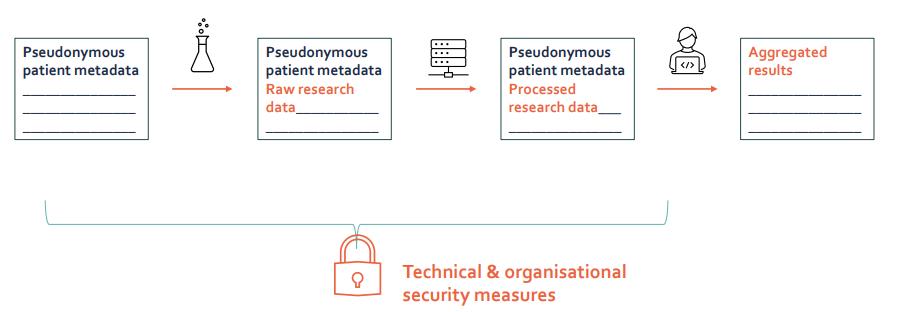 Pseudonymous
patient metadata
Pseudonymous
patient metadata
Raw research
data
Pseudonymous
patient metadata
Processed
research data
Aggregated
results
</>
Technical & organisational
security measures